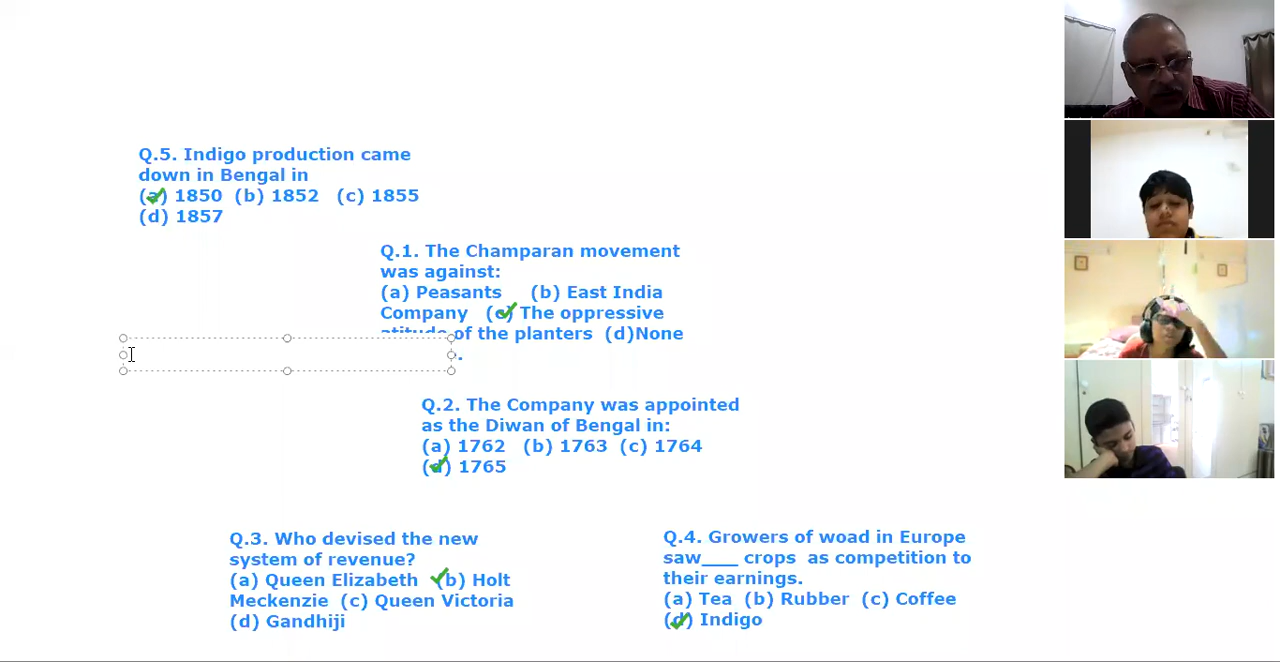 Q.5. Indigo production came
down in Bengal in
(a) 1850 (b) 1852 (c) 1855
(d) 1857
Q.1. The Champaran movement
was against:
(a) Peasants (b) East India
Company (c) The oppressive
atitude of the planters (d)None
Q.2. The Company was appointed
as the Diwan of Bengal in:
(a) 1762 (b) 1763 (c) 1764
(d) 1765
Q.3. Who devised the new
system of revenue?
(a) Queen Elizabeth (b) Holt
Meckenzie (c) Queen Victoria
(d) Gandhiji
Q.4. Growers of woad in Europe
saw___ crops as competition to
their earnings.
(a) Tea (b) Rubber (c) Coffee
(d) Indigo